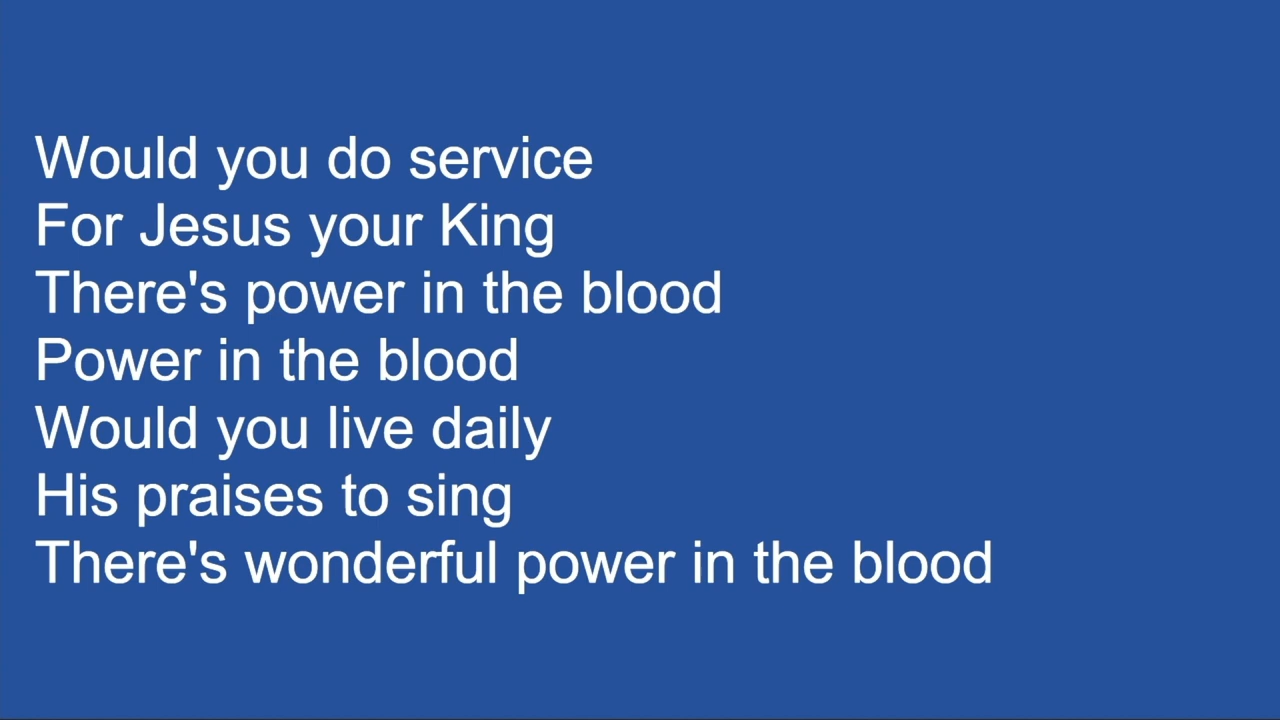 Would you do service
For Jesus your King
There's power in the blood
Power in the blood
Would you live daily
His praises to sing
There's wonderful power in the blood